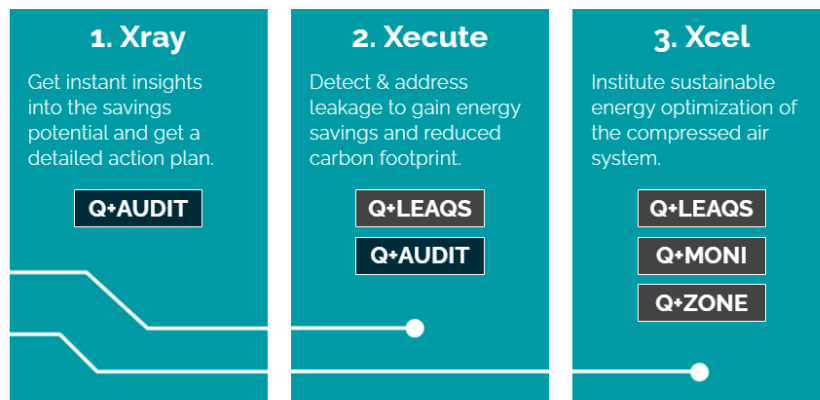 1. Xray
Get instant insights
into the savings
potential and get a
detailed action plan.
Q+AUDIT
2. Xecute
Detect & address
leakage to gain energy
savings and reduced
carbon footprint.
Q+LEAQS
Q+AUDIT
3. Xcel
Institute sustainable
energy optimization of
the compressed air
system.
Q+LEAQS
Q+MONI
Q+ZONE